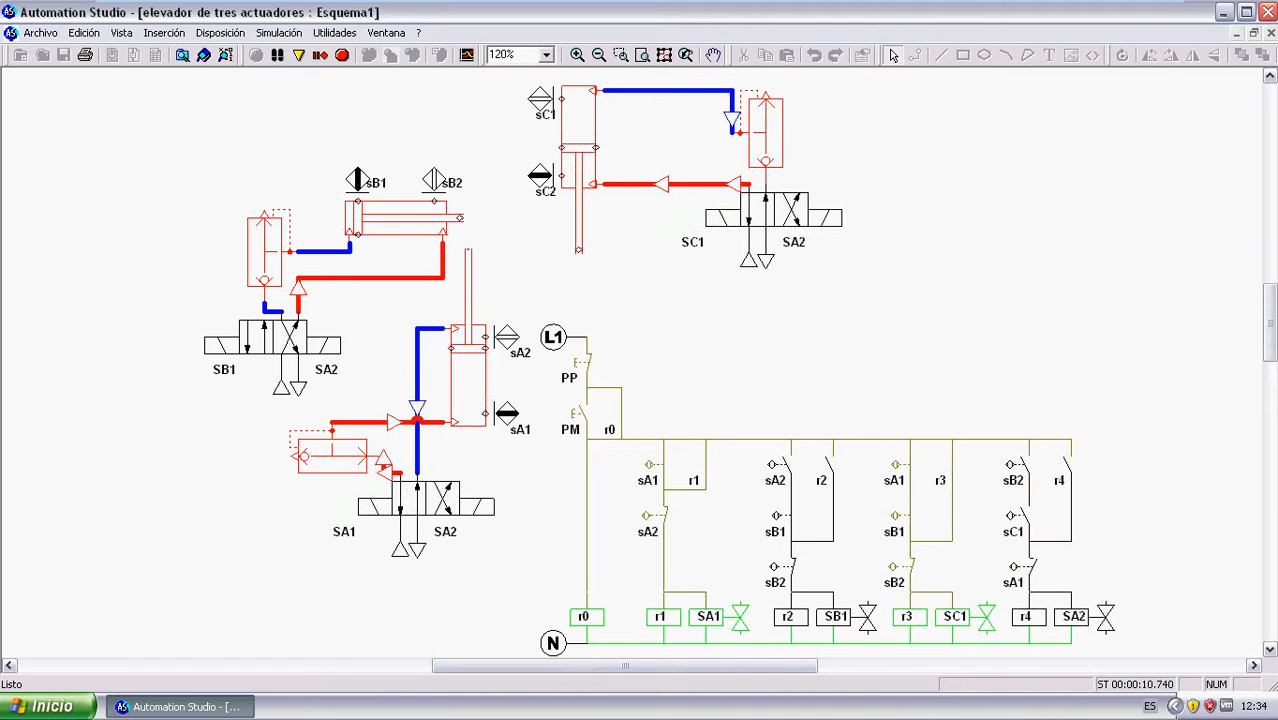 Automation Studio - [elevador de tres actuadores : Esquema1]
Archivo Edición Vista Inserción Disposición Simulación Utilidades Ventana ?
120%
sC1
sC2
sB1 sB2
SC1 SA2
SB1 SA2
sA2
sA1
SA1 SA2
L1
PP
PM r0
sA1 r1 sA2 r2 sA1 r3 sB2 r4
sA2 sB1 sB1 sC1
sB2 sB2 sA1
r0 r1 SA1 r2 SB1 r3 SC1 r4 SA2
N
Listo ST 00:00:10.740 NUM
Inicio Automation Studio - [... ES 12:34